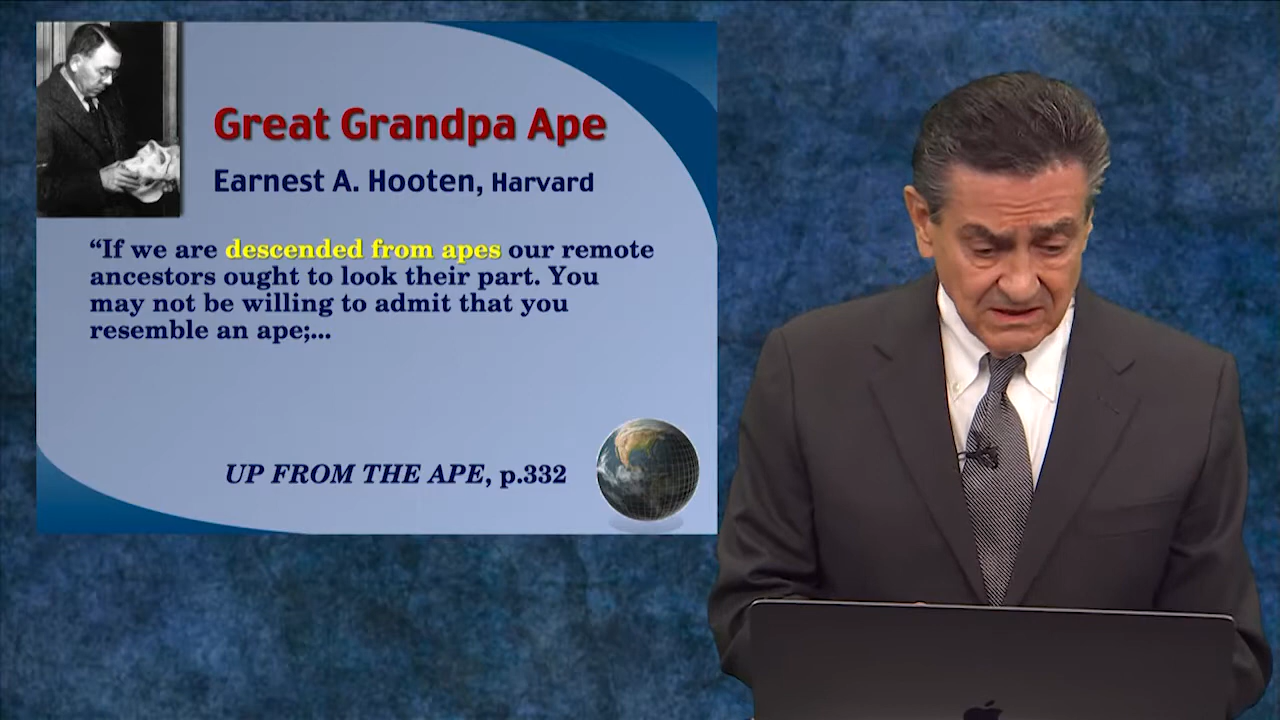 Great Grandpa Ape
Earnest A. Hooten, Harvard
“If we are descended from apes our remote
ancestors ought to look their part. You
may not be willing to admit that you
resemble an ape;...
UP FROM THE APE, p.332